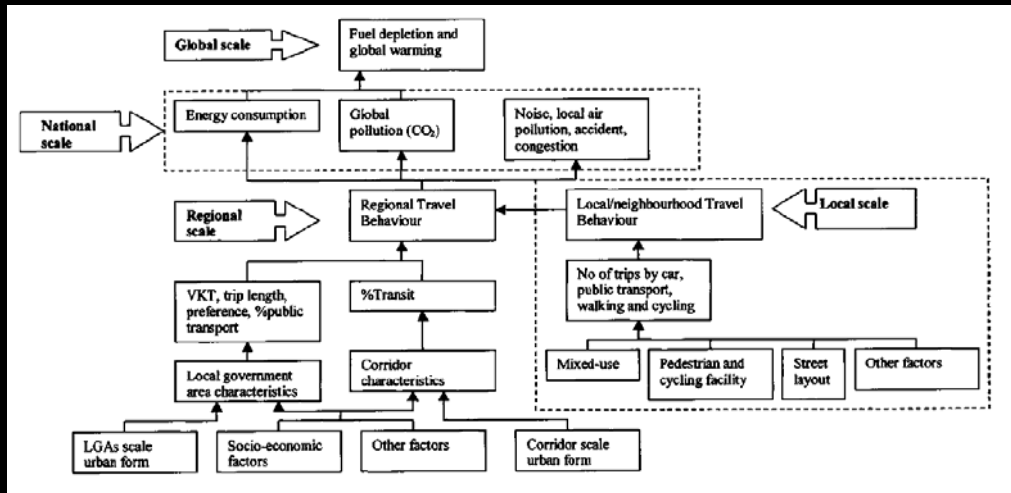 Global scale
Fuel depletion and
global warming
National
scale
Energy consumption
Global
pollution (CO₂)
Noise, local air
pollution, accident,
congestion
Regional
scale
Regional Travel
Behaviour
Local/neighbourhood Travel
Behaviour
Local scale
VKT, trip length,
preference, %public
transport
%Transit
No of trips by car,
public transport,
walking and cycling
Local government
area characteristics
Corridor
characteristics
Mixed-use
Pedestrian and
cycling facility
Street
layout
Other factors
LGAs scale
urban form
Socio-economic
factors
Other factors
Corridor scale
urban form